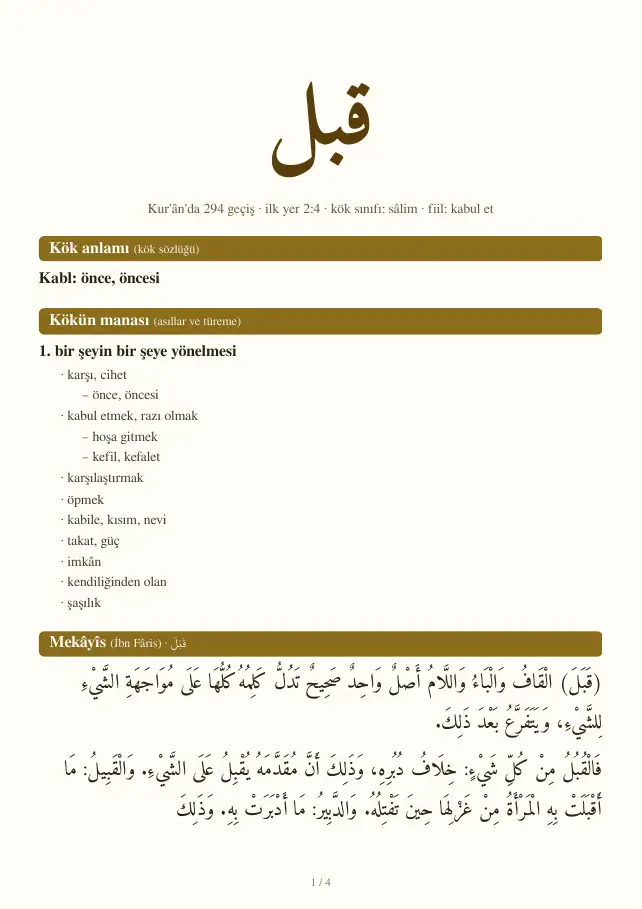 قبل
Kur'ân'da 294 geçiş · ilk yer 2:4 · kök sınıfı: sâlim · fiil: kabul et
Kök anlamı (kök sözlüğü)
Kabl: önce, öncesi
Kökün manası (asıllar ve türeme)
1. bir şeyin bir şeye yönelmesi
· karşı, cihet
– önce, öncesi
· kabul etmek, razı olmak
– hoşa gitmek
– kefil, kefalet
· karşılaştırmak
· öpmek
· kabile, kısım, nevi
· takat, güç
· imkân
· kendiliğinden olan
· şaşılık
Mekâyîs (İbn Fâris) · قَبَلَ
(قَبَلَ) الْقَافُ وَالْبَاءُ وَاللَّامُ أَصْلٌ وَاحِدٌ صَحِيحٌ تَدُلُّ كَلِمُهُ كُلُّهَا عَلَى مُوَاجَهَةِ الشَّيْءِ
لِلشَّيْءِ، وَيَتَفَرَّعُ بَعْدَ ذَلِكَ.
فَالْقُبُلُ مِنْ كُلِّ شَيْءٍ: خِلَافُ دُبُرِهِ، وَذَلِكَ أَنَّ مُقَدَّمَهُ يُقْبِلُ عَلَى الشَّيْءِ. وَالْقَبِيلُ: مَا
أَقْبَلَتْ بِهِ الْمَرْأَةُ مِنْ غَزْلِهَا حِينَ تَفْتِلُهُ. وَالدَّبِيرُ: مَا أَدْبَرَتْ بِهِ. وَذَلِكَ
1 / 4